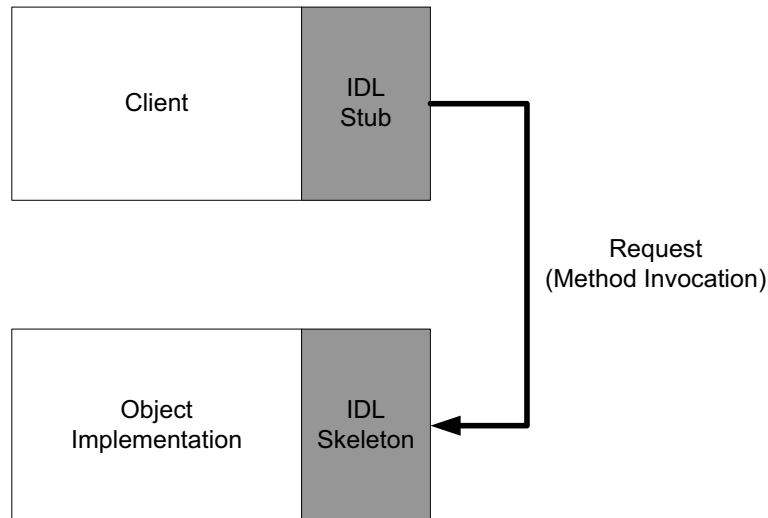 Client
IDL
Stub
Request
(Method Invocation)
Object
Implementation
IDL
Skeleton